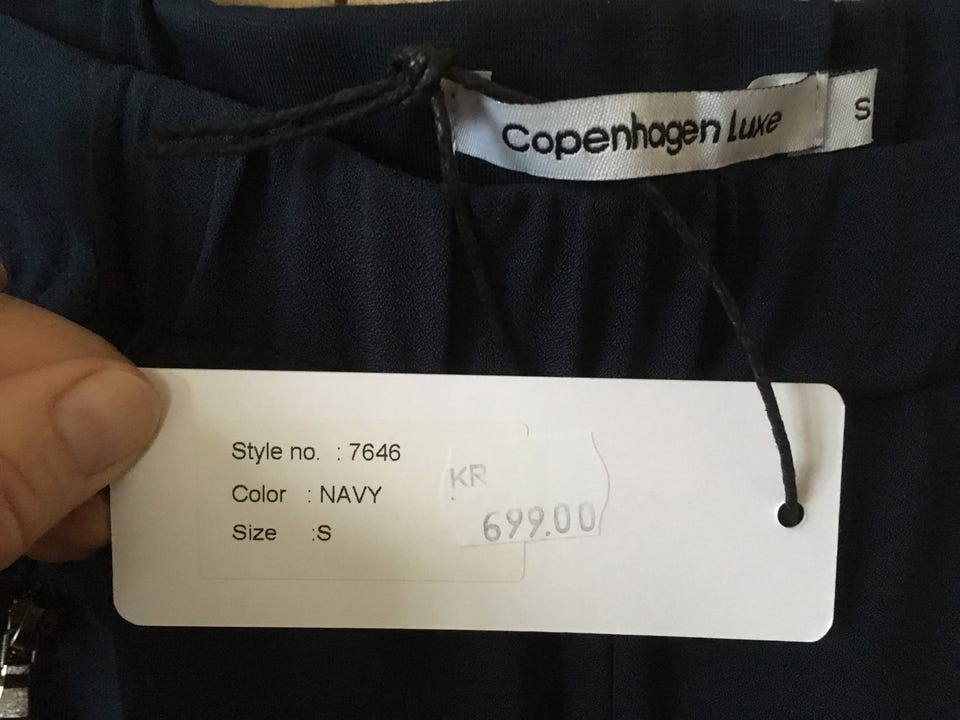 Copenhagen Luxe
S
Style no. : 7646
Color : NAVY
Size :S
KR
699.00